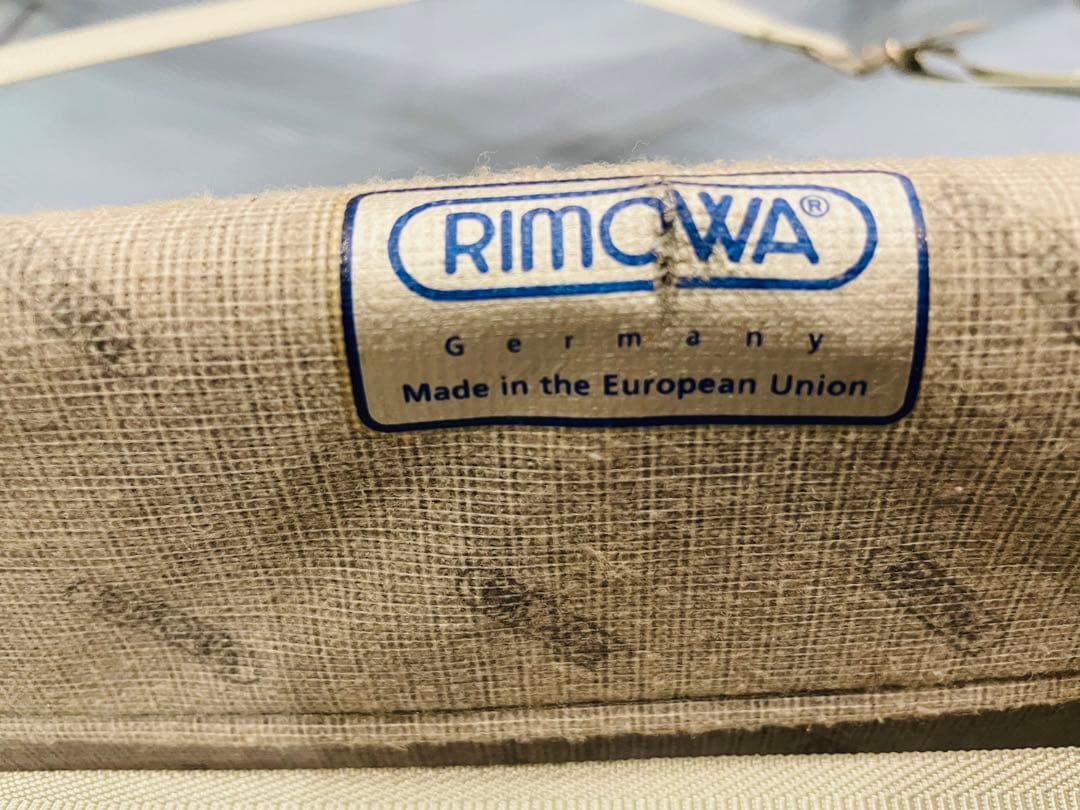 RIMOWA®
Germany
Made in the European Union